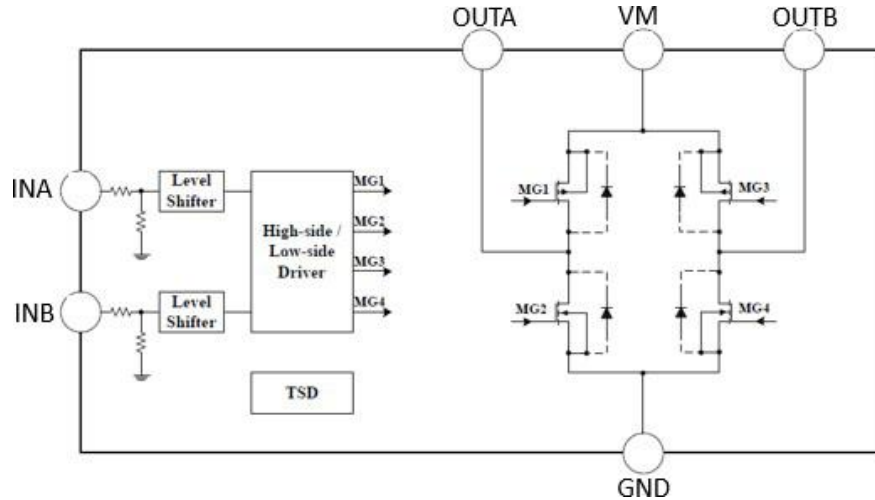 OUTA
VM
OUTB
INA
Level
Shifter
MG1
MG2
MG3
MG4
High-side /
Low-side
Driver
INB
Level
Shifter
TSD
MG1
MG3
MG2
MG4
GND